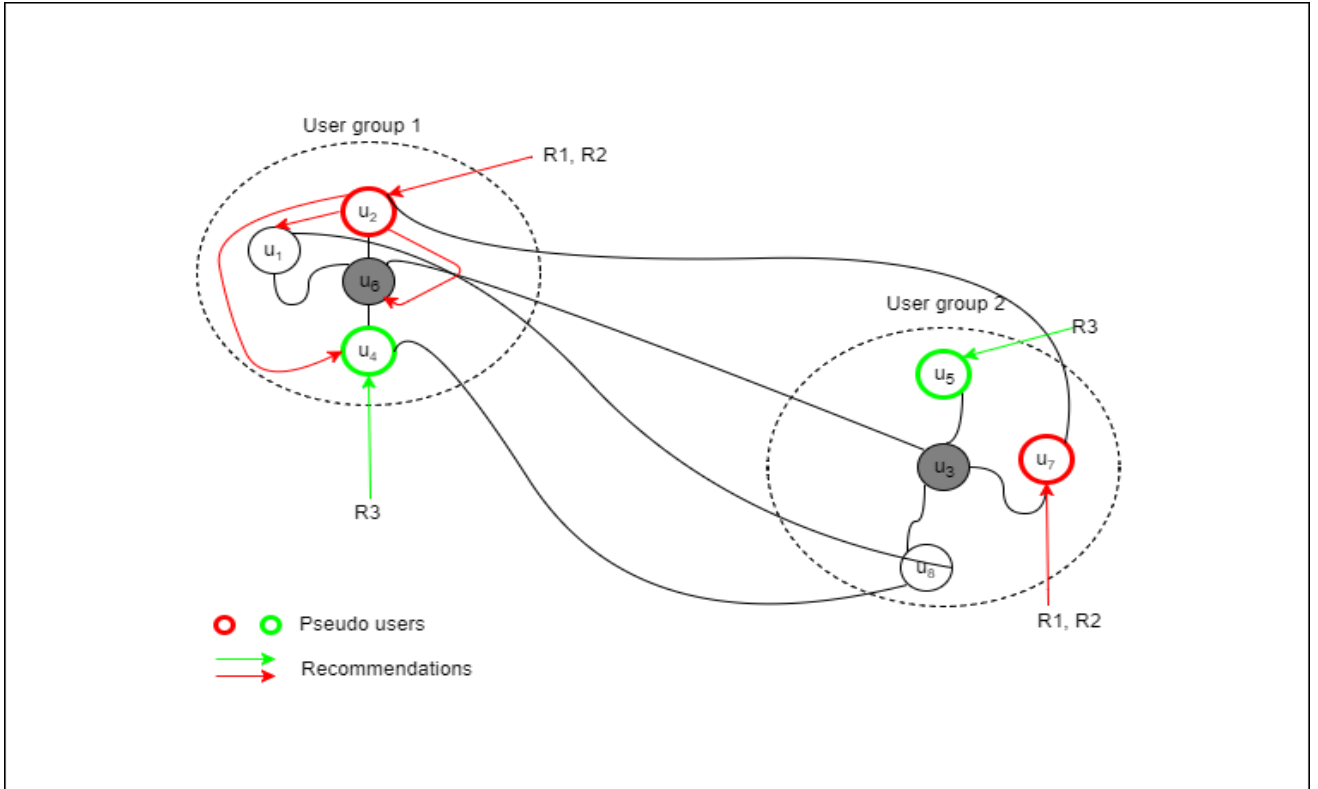 User group 1
R1, R2
u2
u1
u6
u4
R3
User group 2
R3
u5
u3
u7
u8
R1, R2
Pseudo users
Recommendations